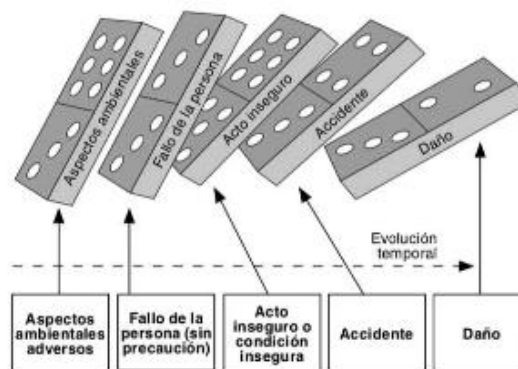 Aspectos ambientales
Fallo de la persona
Acto inseguro
Accidente
Daño
Evolución
temporal
Aspectos
ambientales
adversos
Fallo de la
persona (sin
precaución)
Acto
inseguro o
condición
insegura
Accidente
Daño